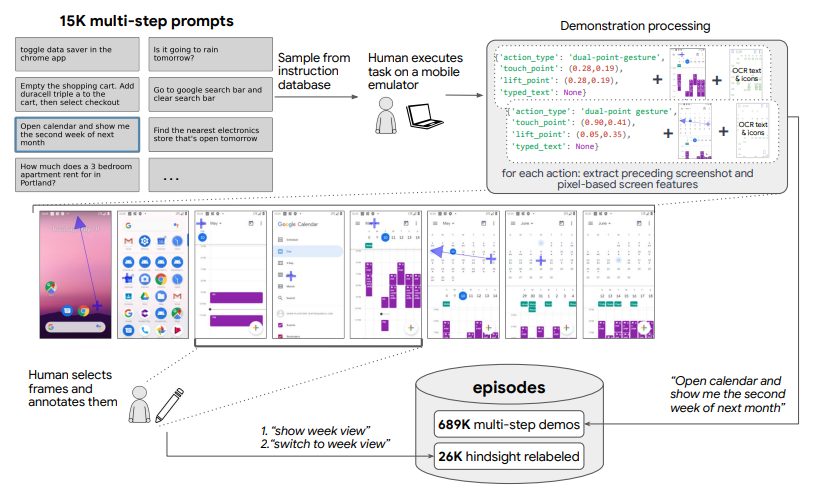 15K multi-step prompts
toggle data saver in the
chrome app
Is it going to rain
tomorrow?
Empty the shopping cart. Add
duracell triple a to the
cart, then select checkout
Go to google search bar and
clear search bar
Open calendar and show me
the second week of next
month
Find the nearest electronics
store that's open tomorrow
How much does a 3 bedroom
apartment rent for in
Portland?
...
Sample from
instruction
database
Human executes
task on a mobile
emulator
Demonstration processing
{'action_type': 'dual-point-gesture',
'touch_point': (0.28,0.19),
'lift_point': (0.28,0.19),
'typed_text': None}
+
+
OCR text
& icons
{'action_type': 'dual-point gesture',
'touch_point': (0.90,0.41),
'lift_point': (0.05,0.35),
'typed_text': None}
+
+
OCR text
& icons
for each action: extract preceding screenshot and
pixel-based screen features
May
Google Calendar
May
June
June
Human selects
frames and
annotates them
1. "show week view"
2."switch to week view"
episodes
689K multi-step demos
26K hindsight relabeled
"Open calendar and
show me the second
week of next month"